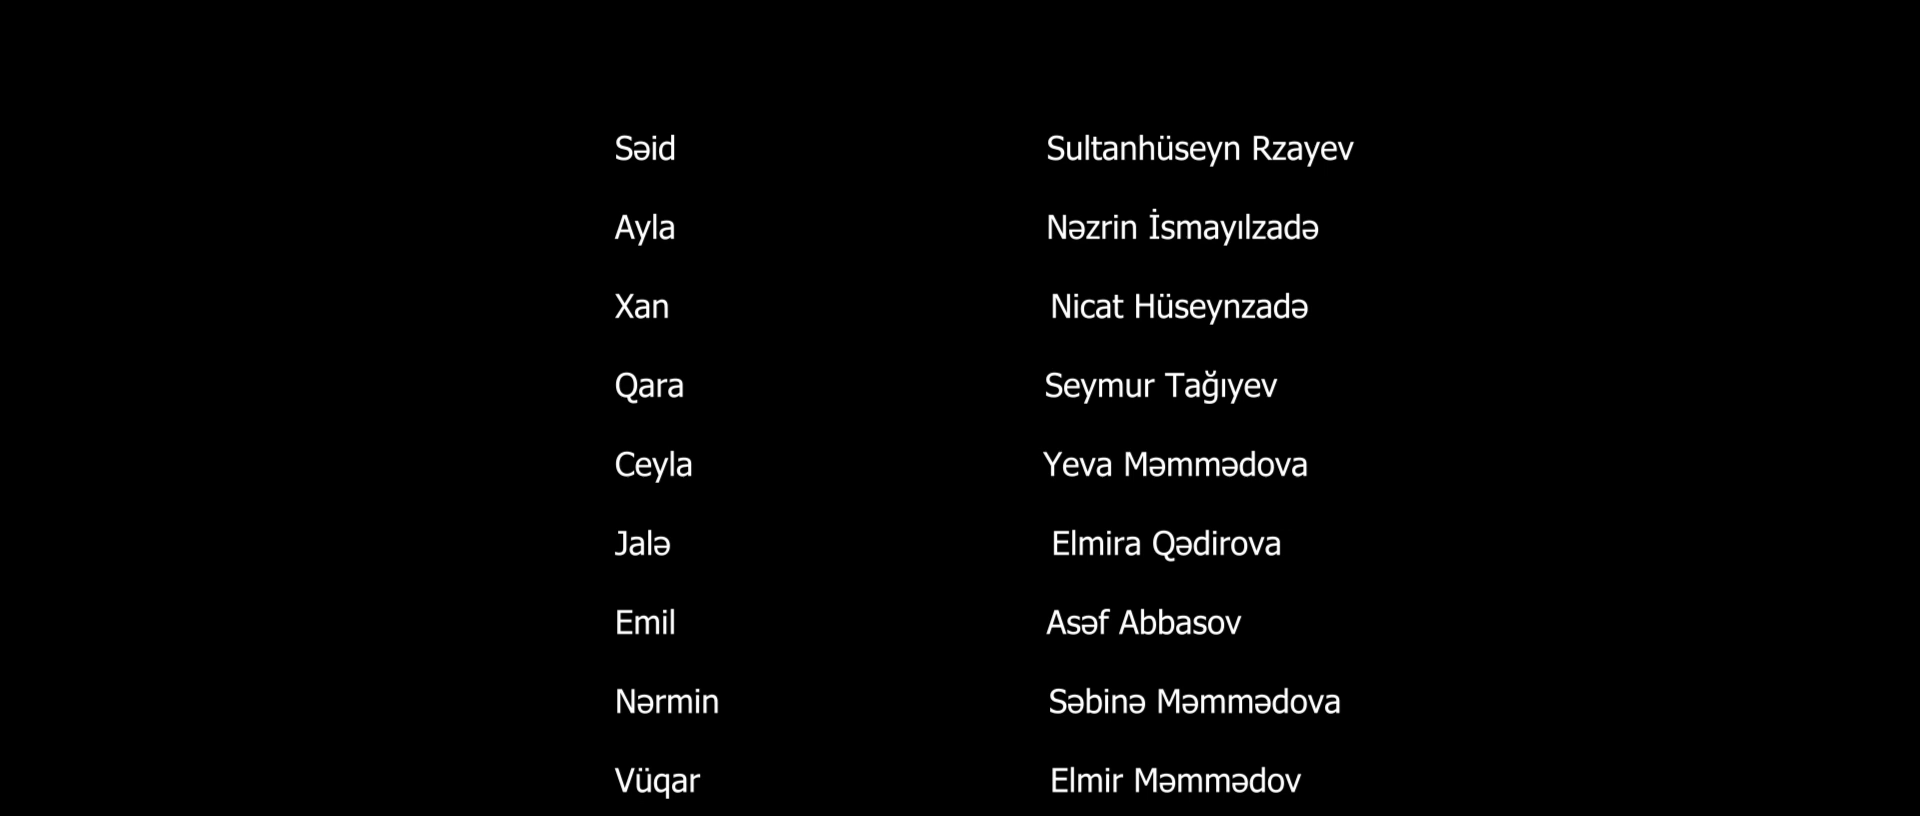 Səid Sultanhüseyn Rzayev
Ayla Nəzrin İsmayılzadə
Xan Nicat Hüseynzadə
Qara Seymur Tağıyev
Ceyla Yeva Məmmədova
Jalə Elmira Qədirova
Emil Asəf Abbasov
Nərmin Səbinə Məmmədova
Vüqar Elmir Məmmədov